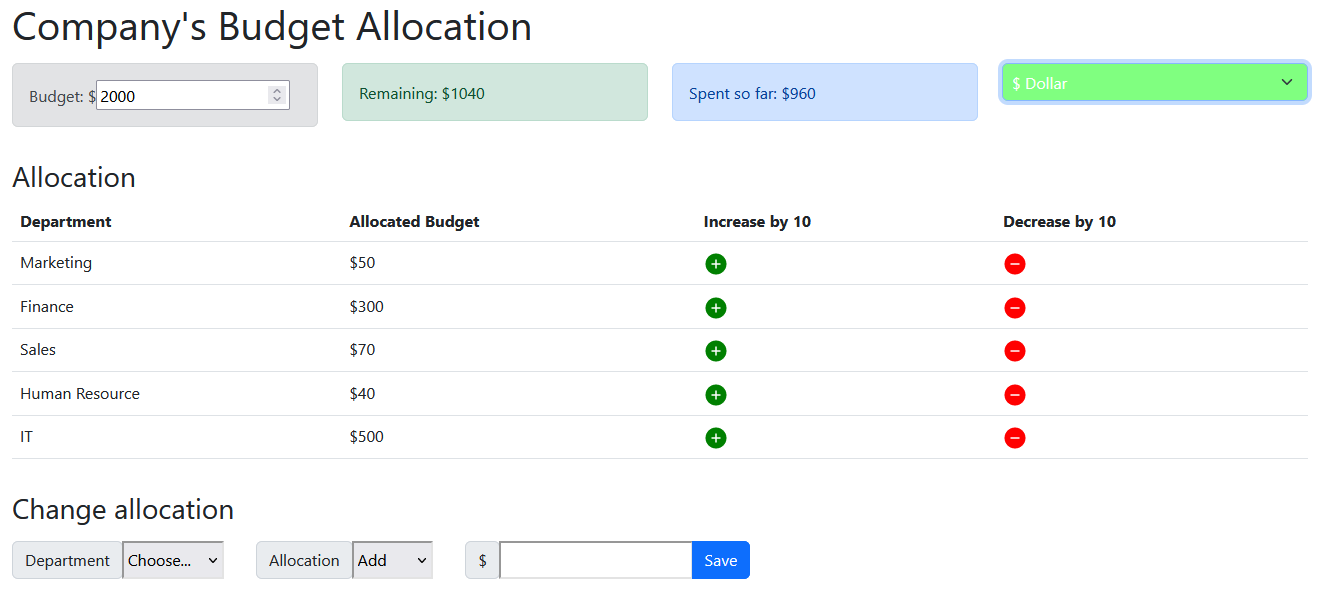 Company's Budget Allocation
Budget: $ 2000
Remaining: $1040
Spent so far: $960
$ Dollar
Allocation
Department Allocated Budget Increase by 10 Decrease by 10
Marketing $50
Finance $300
Sales $70
Human Resource $40
IT $500
Change allocation
Department Choose... Allocation Add $ Save